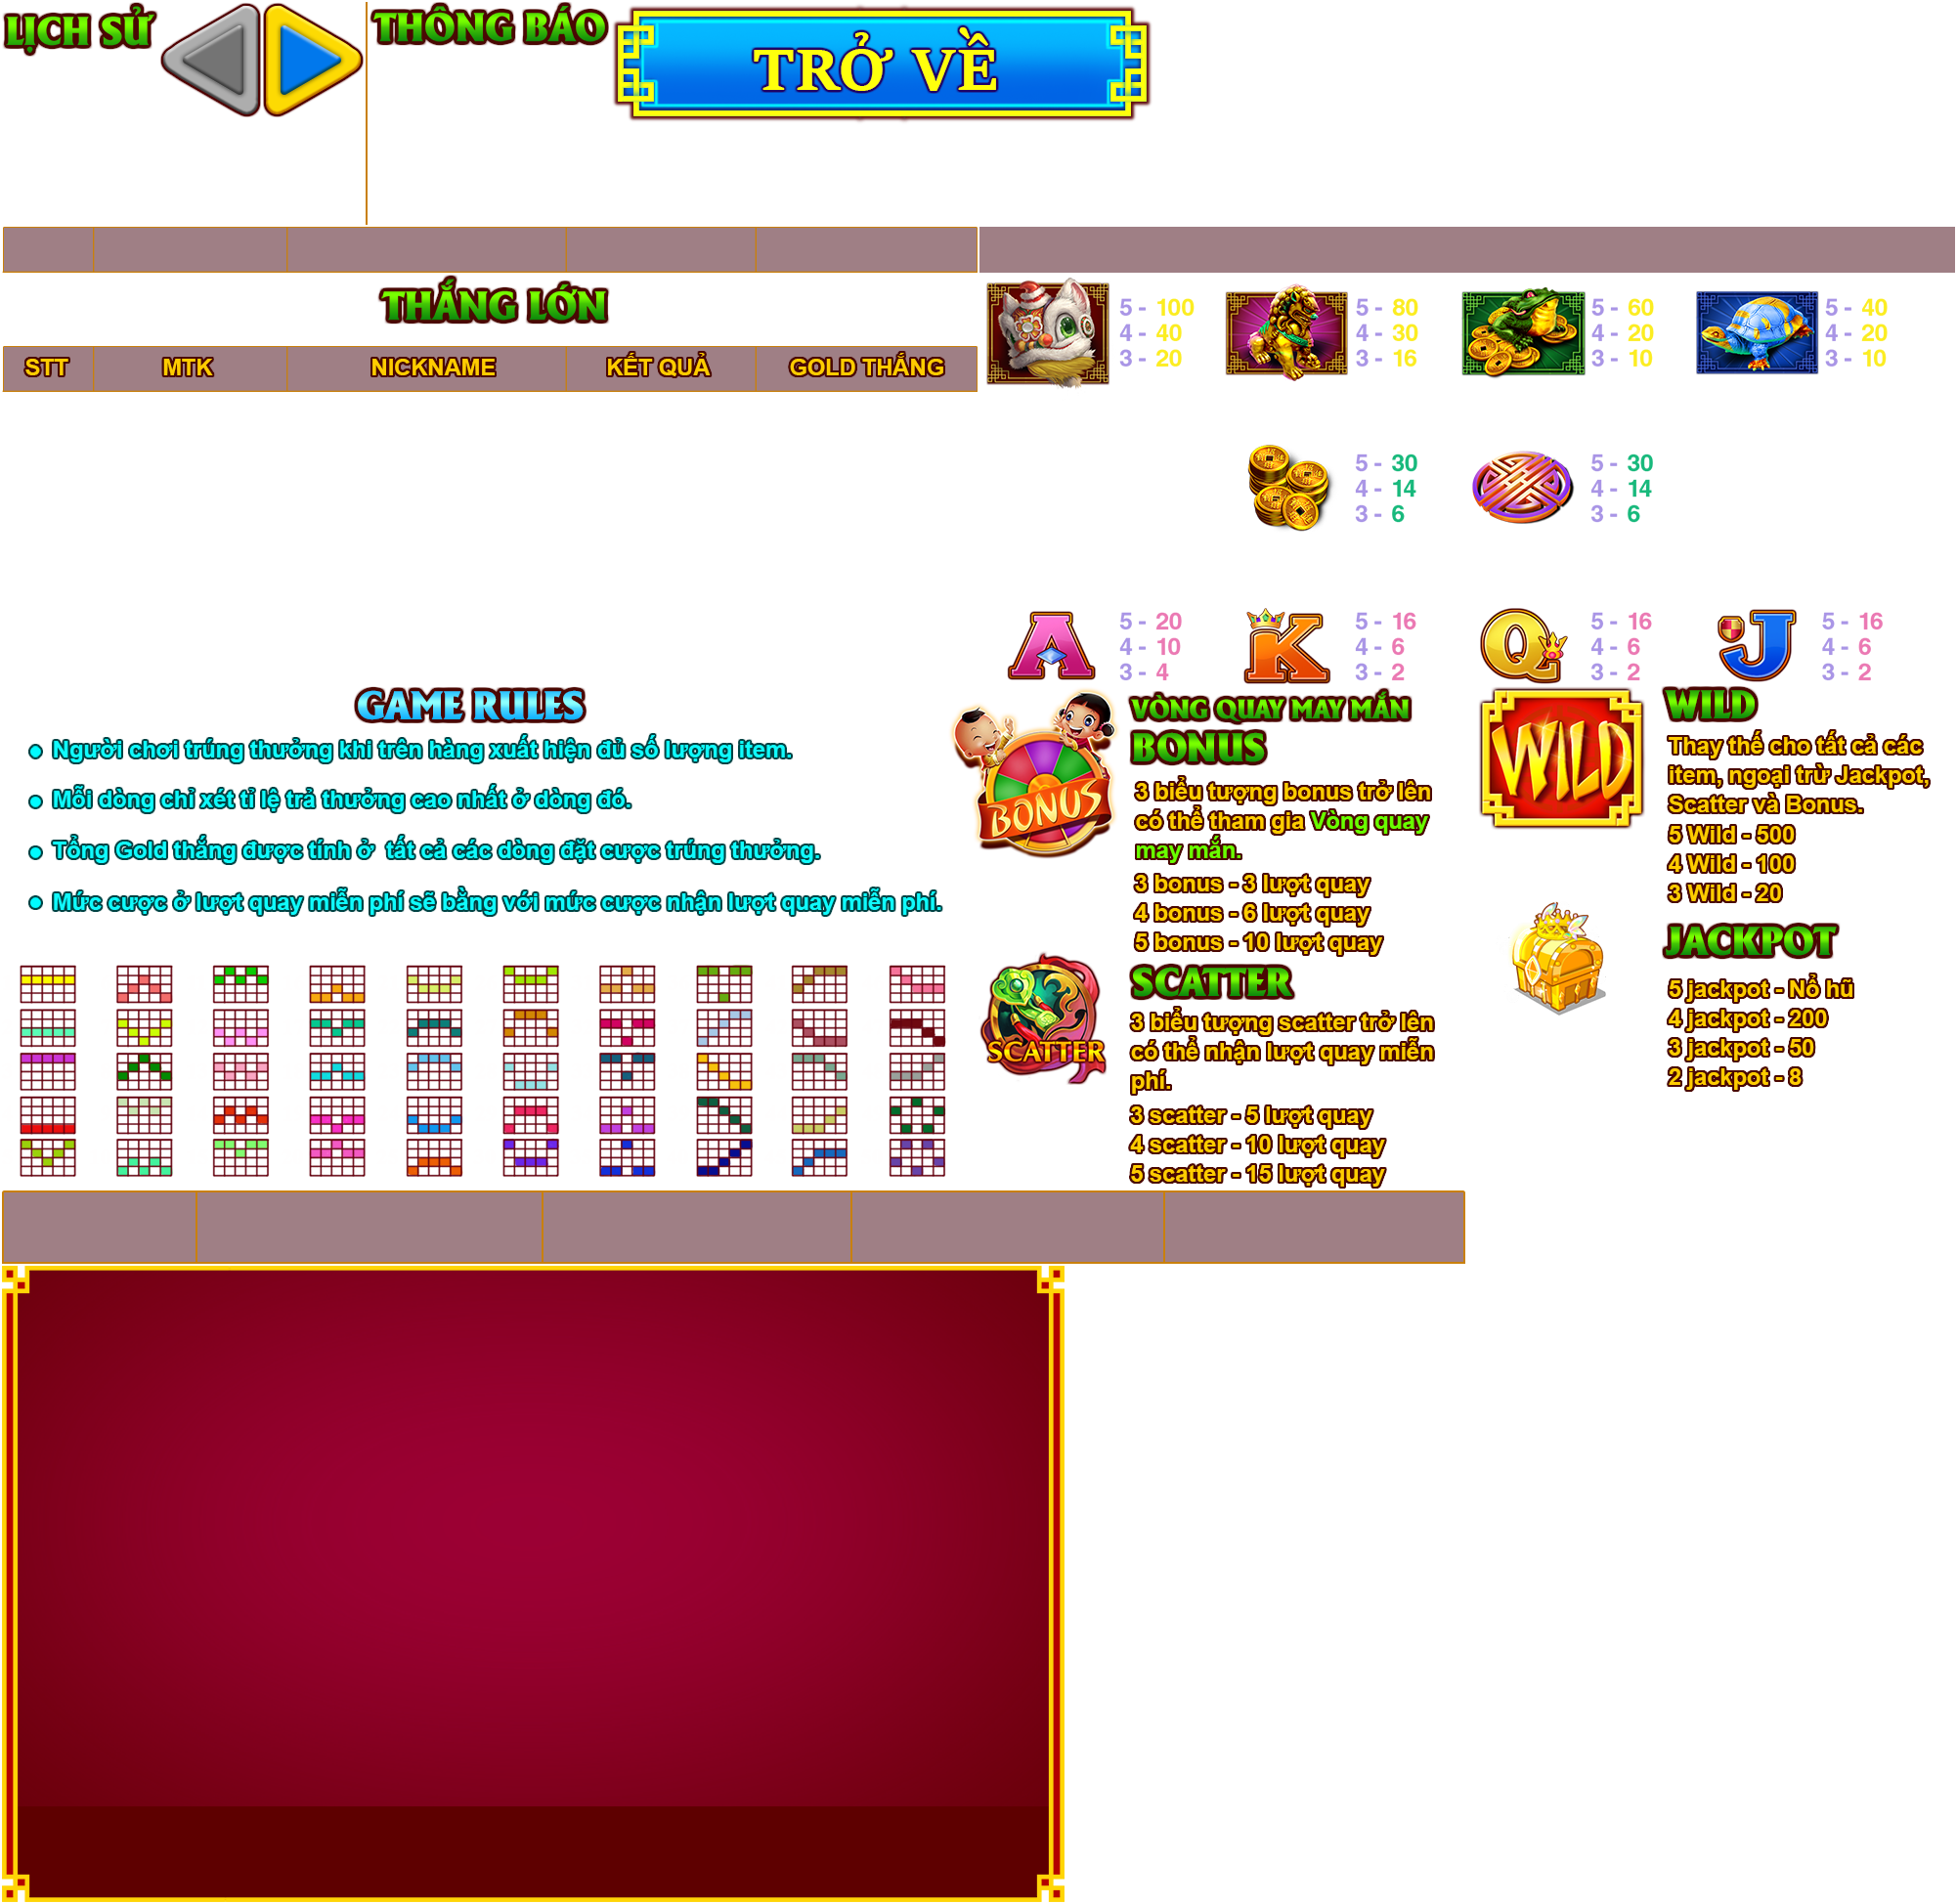 LỊCH SỬ
THÔNG BÁO
TRỞ VỀ
THẮNG LỚN
STT MTK NICKNAME KẾT QUẢ GOLD THẮNG
5 - 100
4 - 40
3 - 20
5 - 80
4 - 30
3 - 16
5 - 60
4 - 20
3 - 10
5 - 40
4 - 20
3 - 10
5 - 30
4 - 14
3 - 6
5 - 30
4 - 14
3 - 6
A
5 - 20
4 - 10
3 - 4
K
5 - 16
4 - 6
3 - 2
Q
5 - 16
4 - 6
3 - 2
J
5 - 16
4 - 6
3 - 2
GAME RULES
• Người chơi trúng thưởng khi trên hàng xuất hiện đủ số lượng item.
• Mỗi dòng chỉ xét tỉ lệ trả thưởng cao nhất ở dòng đó.
• Tổng Gold thắng được tính ở tất cả các dòng đặt cược trúng thưởng.
• Mức cược ở lượt quay miễn phí sẽ bằng với mức cược nhận lượt quay miễn phí.
BONUS
VÒNG QUAY MAY MẮN
BONUS
3 biểu tượng bonus trở lên
có thể tham gia Vòng quay
may mắn.
3 bonus - 3 lượt quay
4 bonus - 6 lượt quay
5 bonus - 10 lượt quay
SCATTER
SCATTER
3 biểu tượng scatter trở lên
có thể nhận lượt quay miễn
phí.
3 scatter - 5 lượt quay
4 scatter - 10 lượt quay
5 scatter - 15 lượt quay
WILD
WILD
Thay thế cho tất cả các
item, ngoại trừ Jackpot,
Scatter và Bonus.
5 Wild - 500
4 Wild - 100
3 Wild - 20
JACKPOT
5 jackpot - Nổ hũ
4 jackpot - 200
3 jackpot - 50
2 jackpot - 8